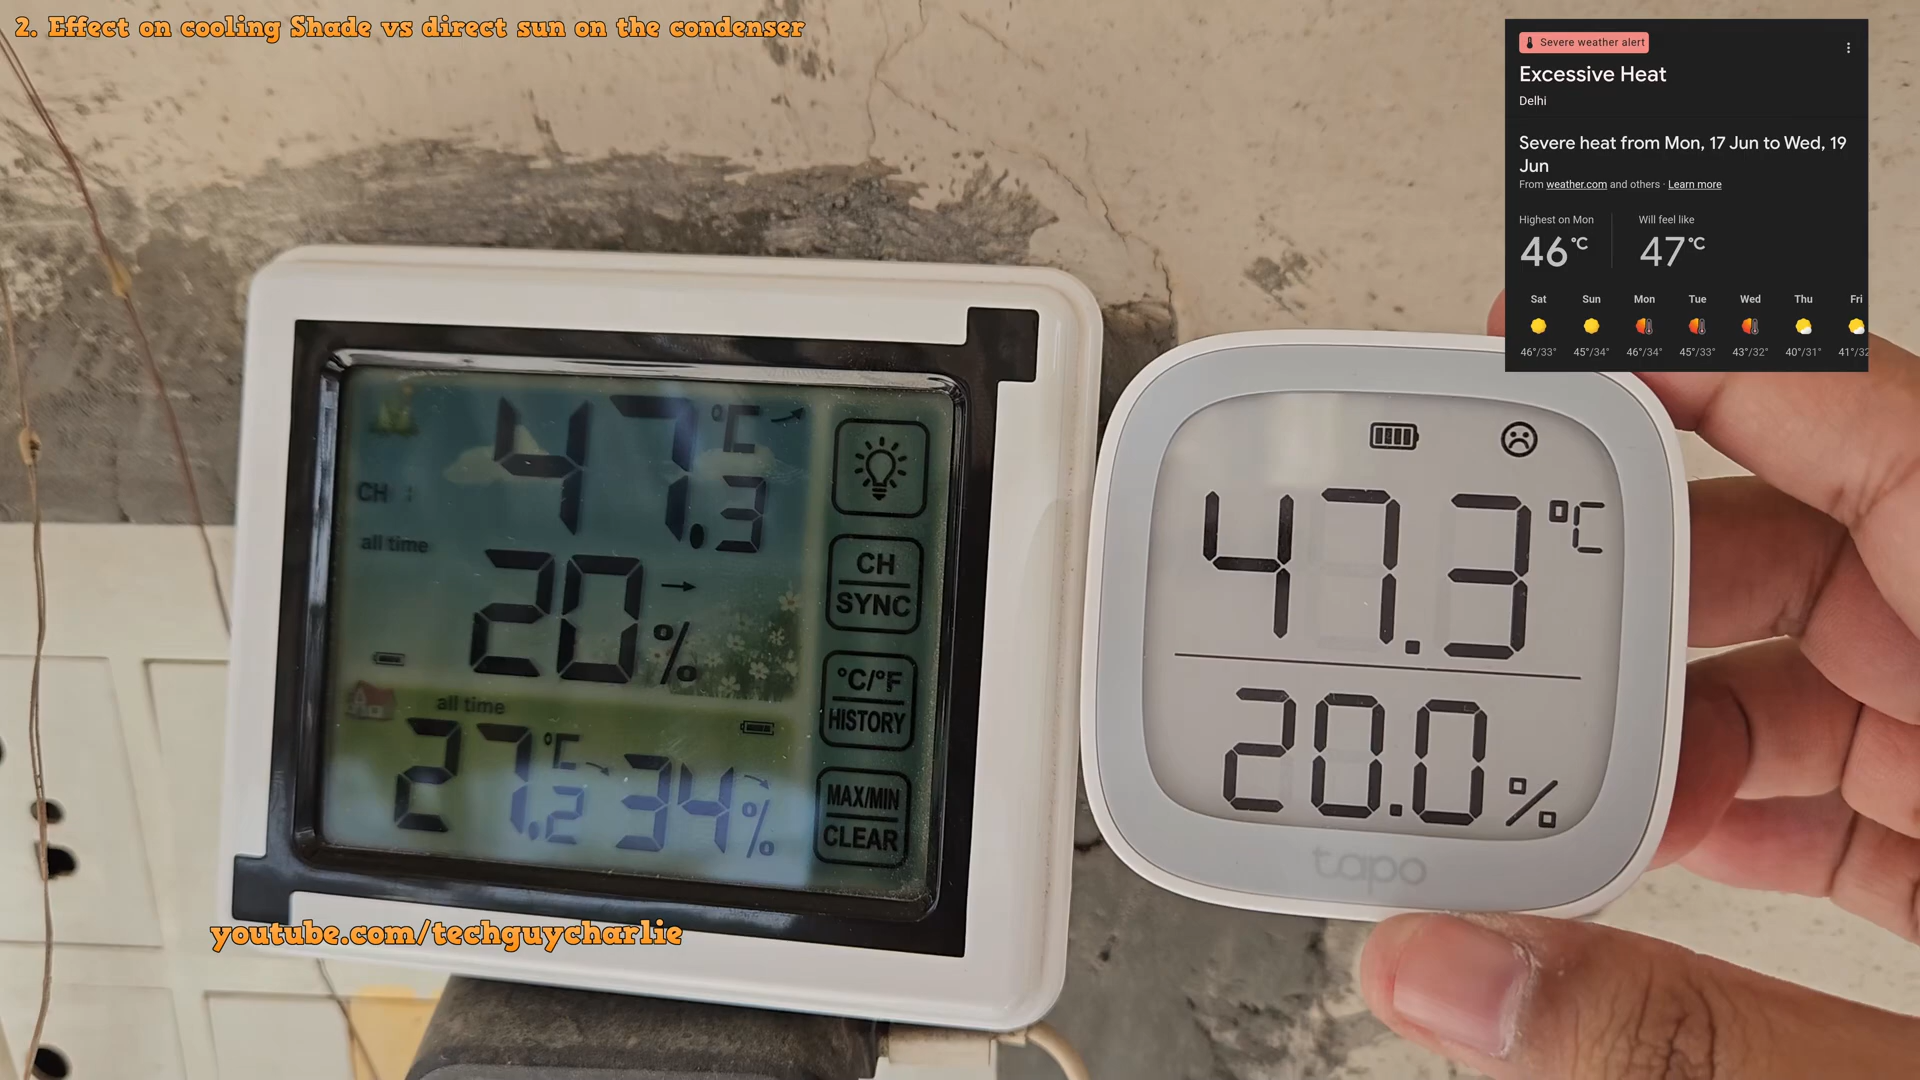 2. Effect on cooling Shade vs direct sun on the condenser
Severe weather alert
Excessive Heat
Delhi
Severe heat from Mon, 17 Jun to Wed, 19
Jun
From weather.com and others · Learn more
Highest on Mon Will feel like
46°C 47°C
Sat Sun Mon Tue Wed Thu Fri
46°/33° 45°/34° 46°/34° 45°/33° 43°/32° 40°/31° 41°/32
47.3 °C
CH :
all time
20 %
all time
27.2 °C 34 %
CH
SYNC
°C/°F
HISTORY
MAX/MIN
CLEAR
47.3 °C
20.0 %
tapo
youtube.com/techguycharlie